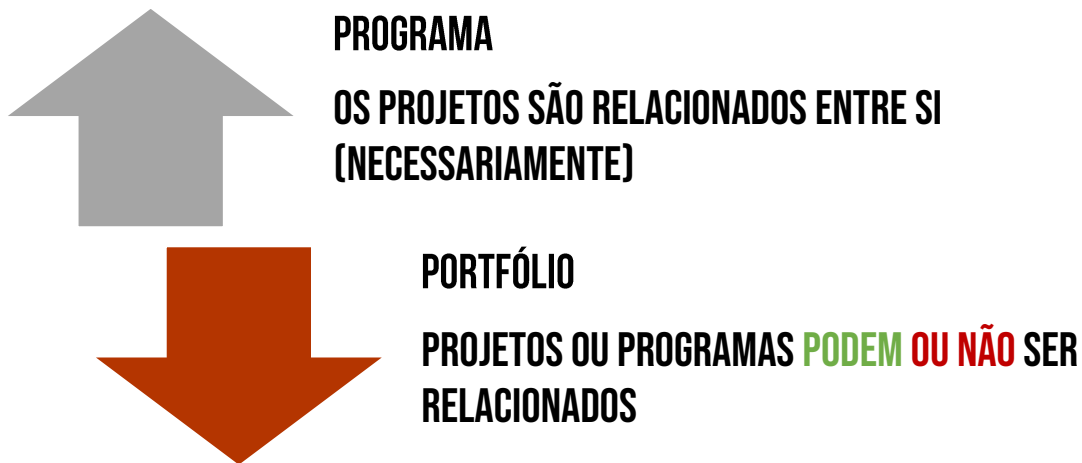 PROGRAMA
OS PROJETOS SÃO RELACIONADOS ENTRE SI
(NECESSARIAMENTE)
PORTFÓLIO
PROJETOS OU PROGRAMAS PODEM OU NÃO SER
RELACIONADOS